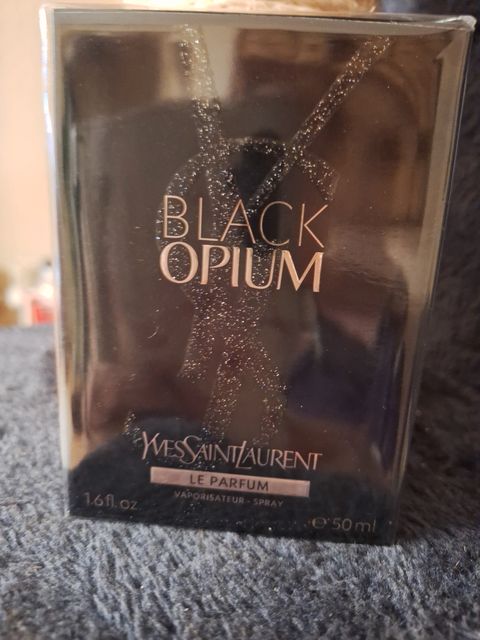 BLACK
OPIUM
YVESSAINTLAURENT
LE PARFUM
VAPORISATEUR - SPRAY
1.6 fl. oz. ℮ 50 ml